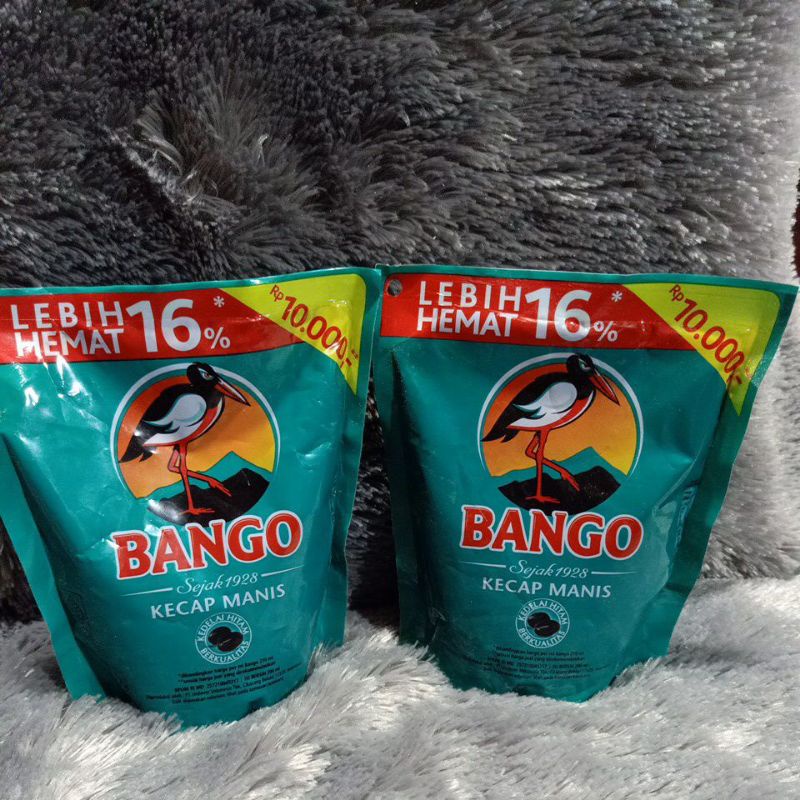 LEBIH
HEMAT 16%*
Rp 10.000,-
BANGO
Sejak 1928
KECAP MANIS
KEDELAI HITAM
BERKUALITAS
LEBIH
HEMAT 16%*
Rp 10.000,-
BANGO
Sejak 1928
KECAP MANIS
KEDELAI HITAM
BERKUALITAS